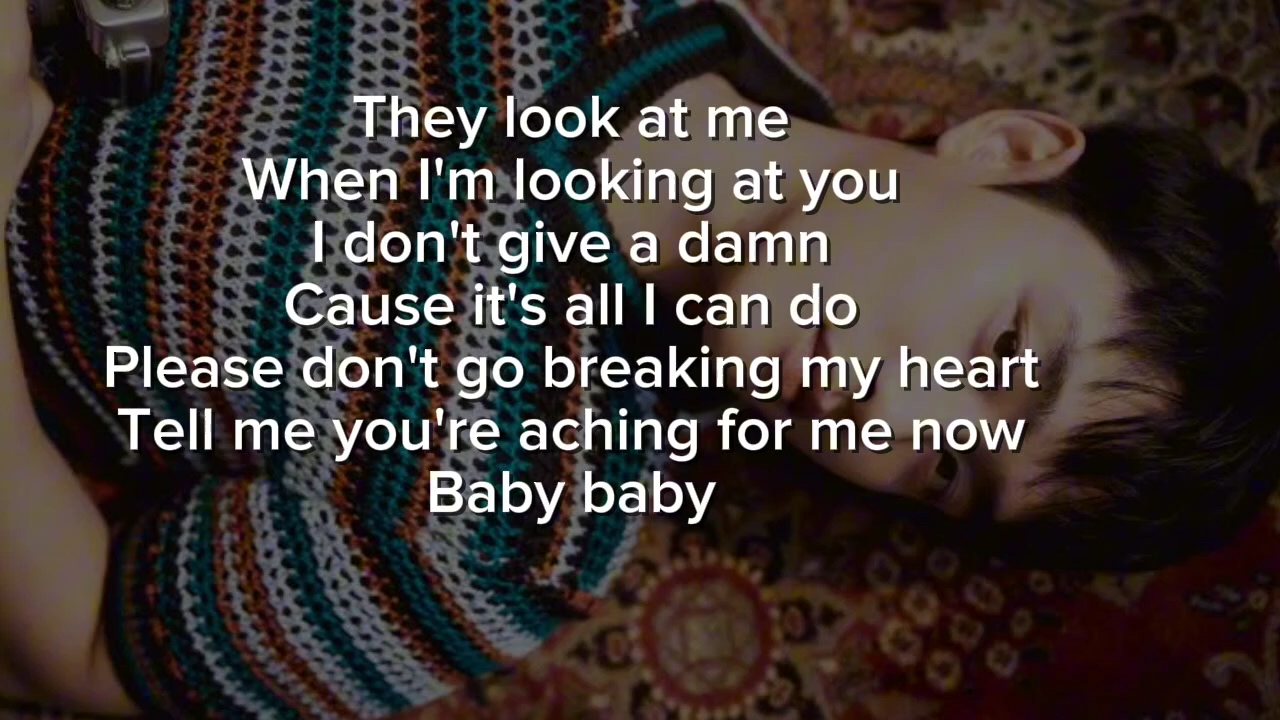 They look at me
When I'm looking at you
I don't give a damn
Cause it's all I can do
Please don't go breaking my heart
Tell me you're aching for me now
Baby baby